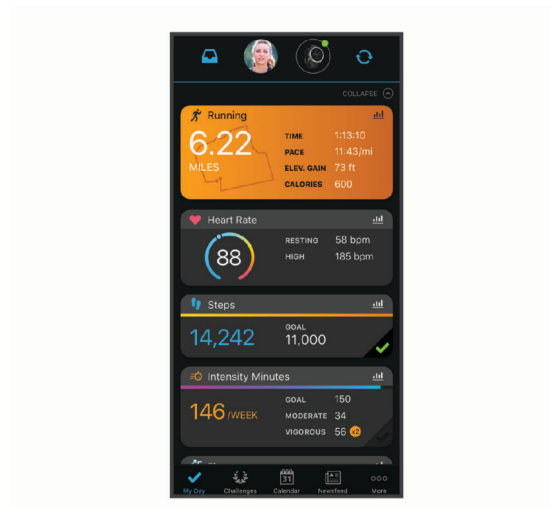 COLLAPSE
Running
6.22
MILES
TIME 1:13:10
PACE 11:43/mi
ELEV. GAIN 73 ft
CALORIES 600
Heart Rate
88
RESTING 58 bpm
HIGH 185 bpm
Steps
14,242
GOAL
11,000
Intensity Minutes
146 /WEEK
GOAL 150
MODERATE 34
VIGOROUS 56 x2
31
My Day Challenges Calendar Newsfeed More